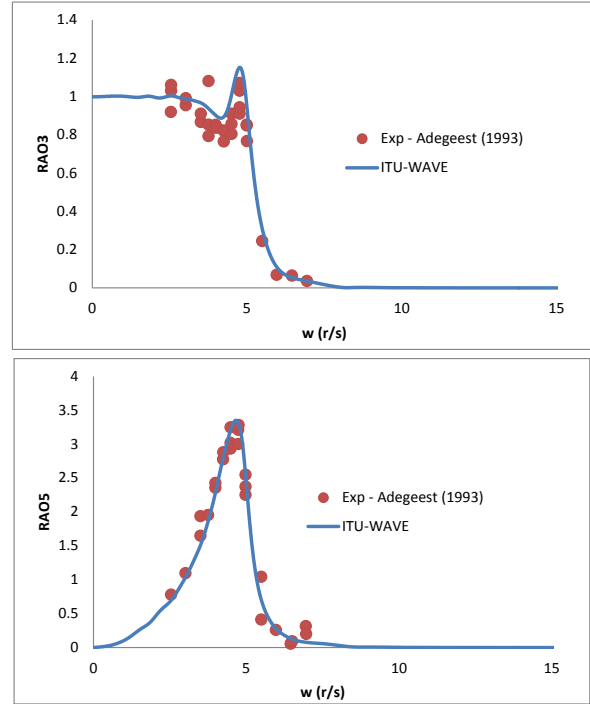 1.4
1.2
1
0.8
0.6
0.4
0.2
0
RAO3
Exp - Adegeest (1993)
ITU-WAVE
0 5 10 15
w (r/s)
4
3.5
3
2.5
2
1.5
1
0.5
0
RAO5
Exp - Adegeest (1993)
ITU-WAVE
0 5 10 15
w (r/s)